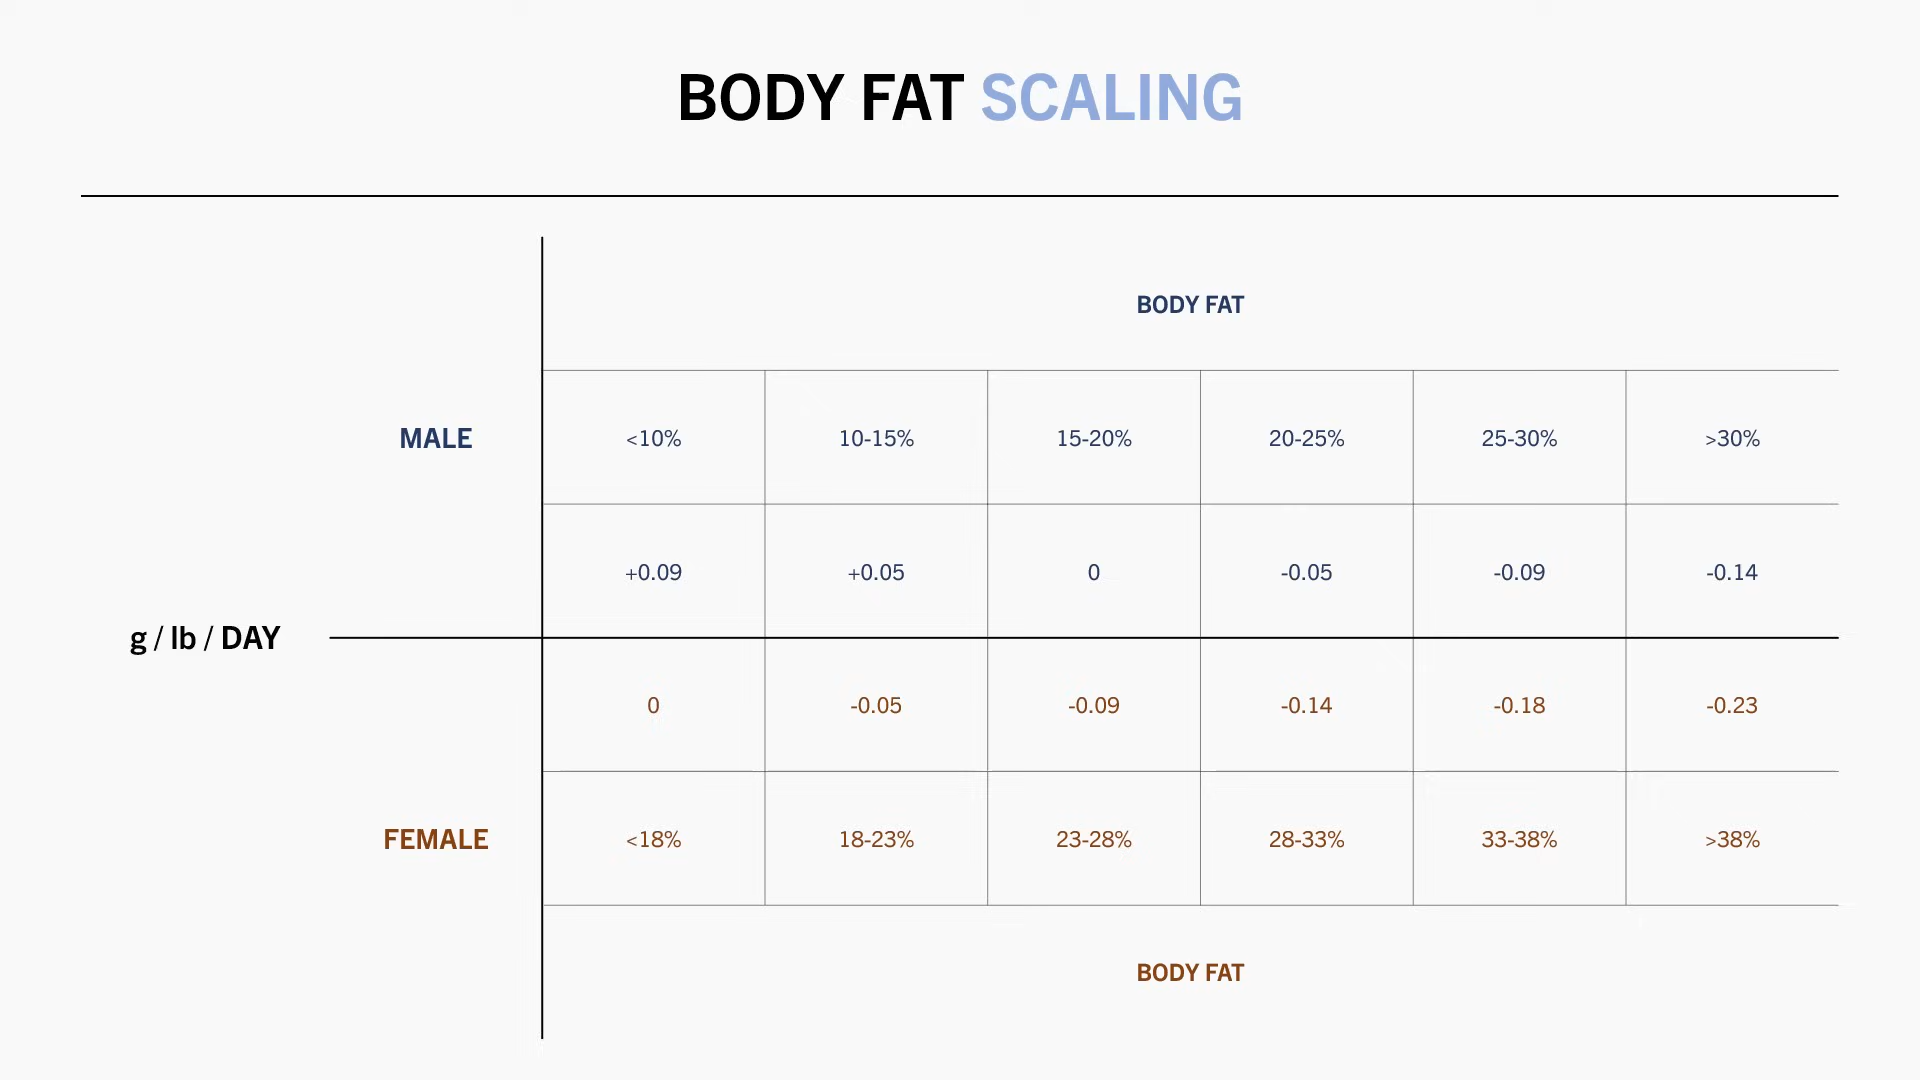 BODY FAT SCALING
BODY FAT
MALE <10% 10-15% 15-20% 20-25% 25-30% >30%
+0.09 +0.05 0 -0.05 -0.09 -0.14
g / lb / DAY
0 -0.05 -0.09 -0.14 -0.18 -0.23
FEMALE <18% 18-23% 23-28% 28-33% 33-38% >38%
BODY FAT